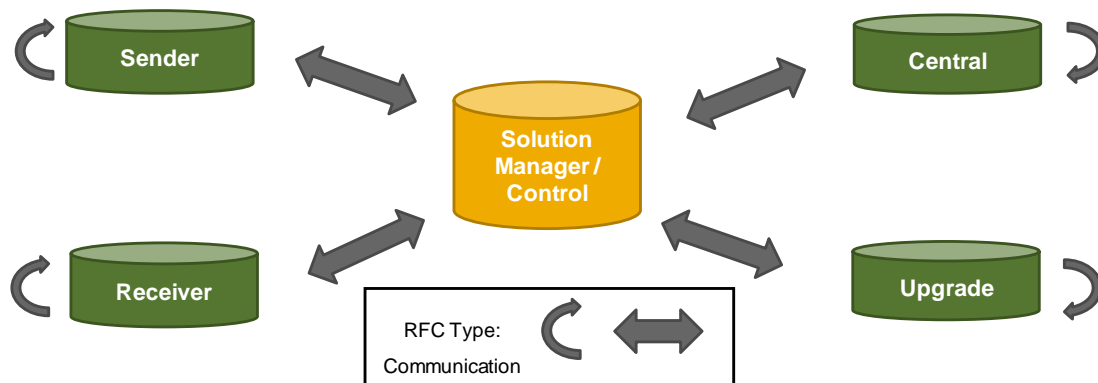 Sender
Central
Solution
Manager /
Control
Receiver
Upgrade
RFC Type:
Communication